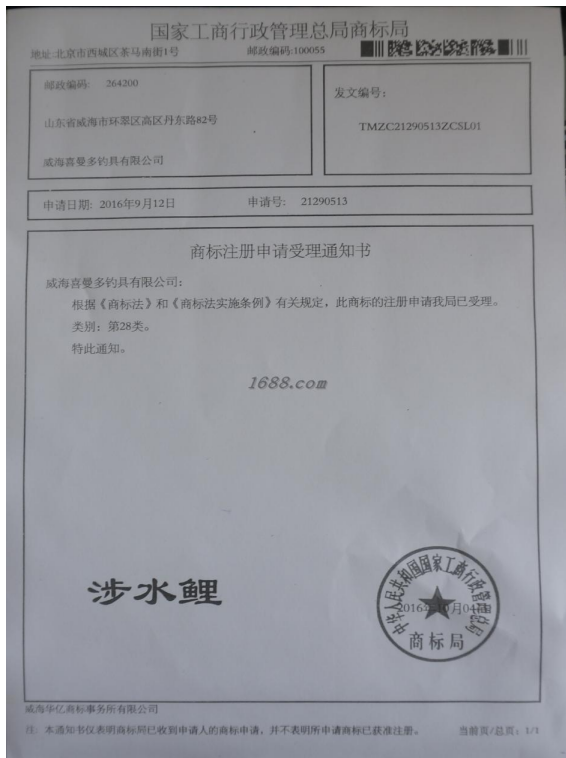 国家工商行政管理总局商标局
地址:北京市西城区茶马南街1号 邮政编码:100055
邮政编码: 264200
山东省威海市环翠区高区丹东路82号
威海喜曼多钓具有限公司
发文编号:
TMZC21290513ZCSL01
申请日期: 2016年9月12日 申请号: 21290513
商标注册申请受理通知书
威海喜曼多钓具有限公司:
根据《商标法》和《商标法实施条例》有关规定，此商标的注册申请我局已受理。
类别: 第28类。
特此通知。
1688.com
涉水鲤
中华人民共和国国家工商行政管理总局
2016年10月04日
商标局
威海华亿商标事务所有限公司
注: 本通知书仅表明商标局已收到申请人的商标申请，并不表明所申请商标已获准注册。 当前页/总页: 1/1